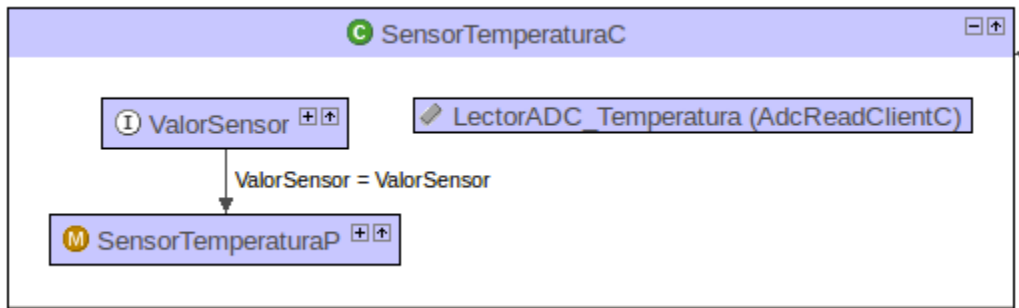 C SensorTemperaturaC
I ValorSensor
LectorADC_Temperatura (AdcReadClientC)
ValorSensor = ValorSensor
M SensorTemperaturaP